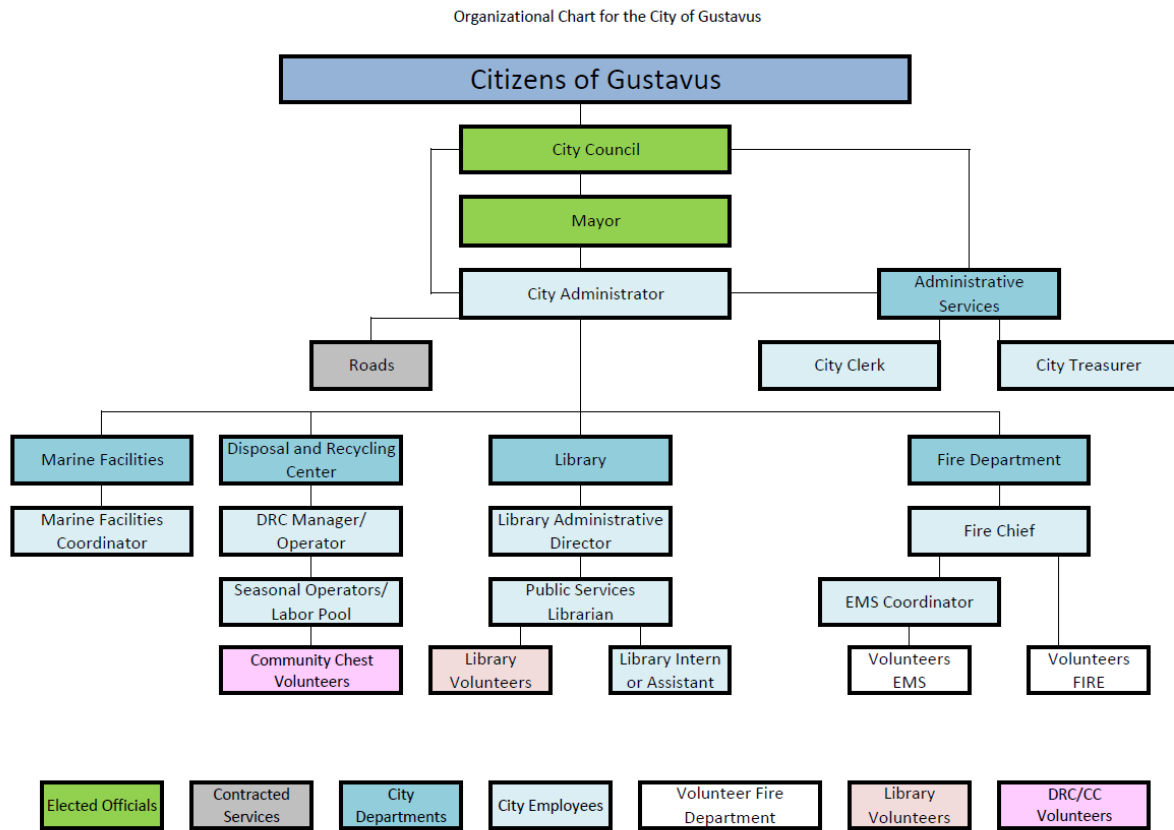 Organizational Chart for the City of Gustavus
Citizens of Gustavus
City Council
Mayor
City Administrator
Administrative
Services
Roads
City Clerk
City Treasurer
Marine Facilities
Disposal and Recycling
Center
Library
Fire Department
Marine Facilities
Coordinator
DRC Manager/
Operator
Library Administrative
Director
Fire Chief
Seasonal Operators/
Labor Pool
Public Services
Librarian
EMS Coordinator
Community Chest
Volunteers
Library
Volunteers
Library Intern
or Assistant
Volunteers
EMS
Volunteers
FIRE
Elected Officials
Contracted
Services
City
Departments
City Employees
Volunteer Fire
Department
Library
Volunteers
DRC/CC
Volunteers